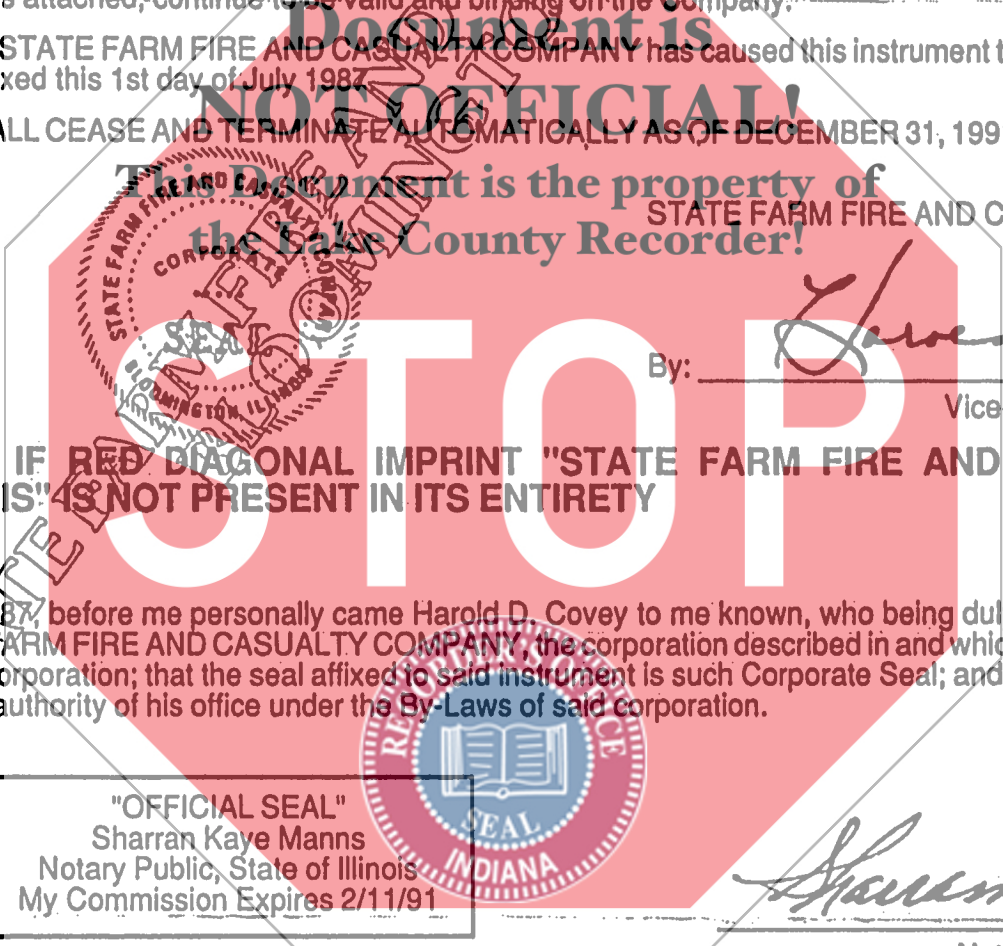 s attached, continue to be valid and binding on the Company.
Document is
STATE FARM FIRE AND CASUALTY COMPANY has caused this instrument t
xed this 1st day of July 1987
NOT OFFICIAL!
ALL CEASE AND TERMINATE AUTOMATICALLY AS OF DECEMBER 31, 199
This Document is the property of
the Lake County Recorder!
STATE FARM FIRE AND C
STATE FARM FIRE AND CASUALTY COMPANY
CORPORATE
SEAL
BLOOMINGTON, ILLINOIS
STOP
By:
Vice
IF RED DIAGONAL IMPRINT "STATE FARM FIRE AND
IS" IS NOT PRESENT IN ITS ENTIRETY
87, before me personally came Harold D. Covey to me known, who being dul
ARM FIRE AND CASUALTY COMPANY, the corporation described in and whic
orporation; that the seal affixed to said instrument is such Corporate Seal; and
authority of his office under the By-Laws of said corporation.
RECORDER'S OFFICE
SEAL
INDIANA
"OFFICIAL SEAL"
Sharran Kaye Manns
Notary Public, State of Illinois
My Commission Expires 2/11/91
Sharran